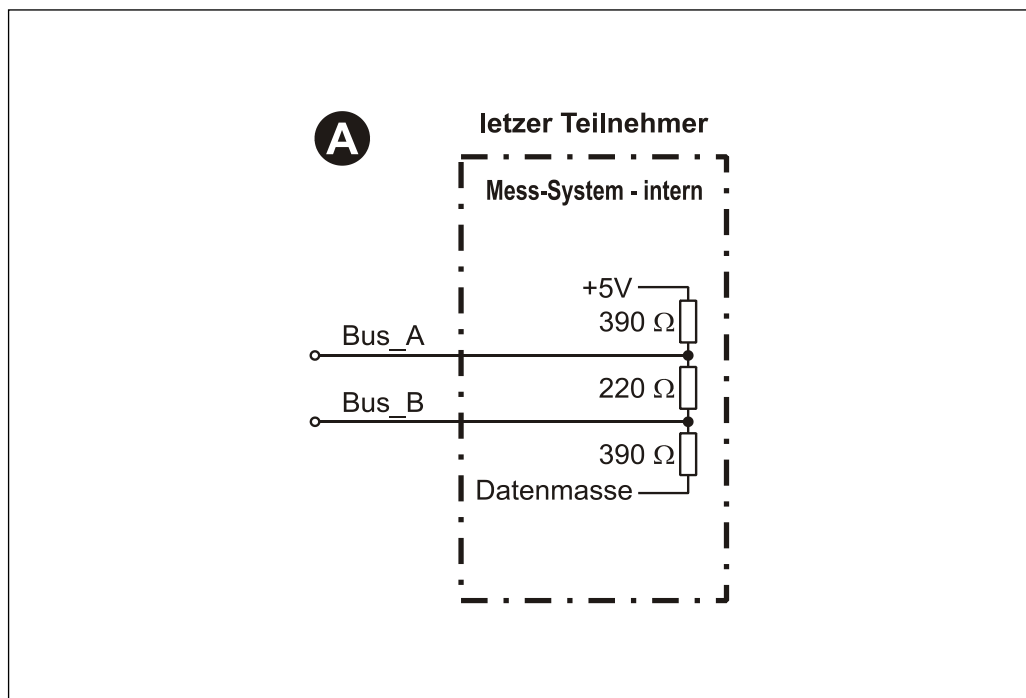 A
letzer Teilnehmer
Mess-System - intern
+5V
390 Ω
Bus_A
220 Ω
Bus_B
390 Ω
Datenmasse